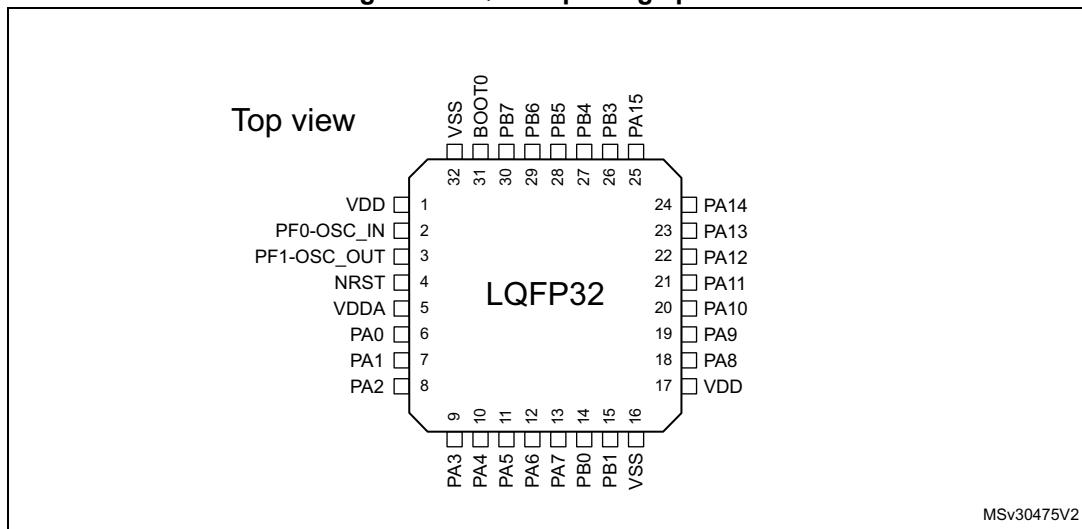 Top view
VSS
BOOT0
PB7
PB6
PB5
PB4
PB3
PA15
32
31
30
29
28
27
26
25
VDD 1
PF0-OSC_IN 2
PF1-OSC_OUT 3
NRST 4
VDDA 5
PA0 6
PA1 7
PA2 8
LQFP32
24 PA14
23 PA13
22 PA12
21 PA11
20 PA10
19 PA9
18 PA8
17 VDD
9
10
11
12
13
14
15
16
PA3
PA4
PA5
PA6
PA7
PB0
PB1
VSS
MSv30475V2